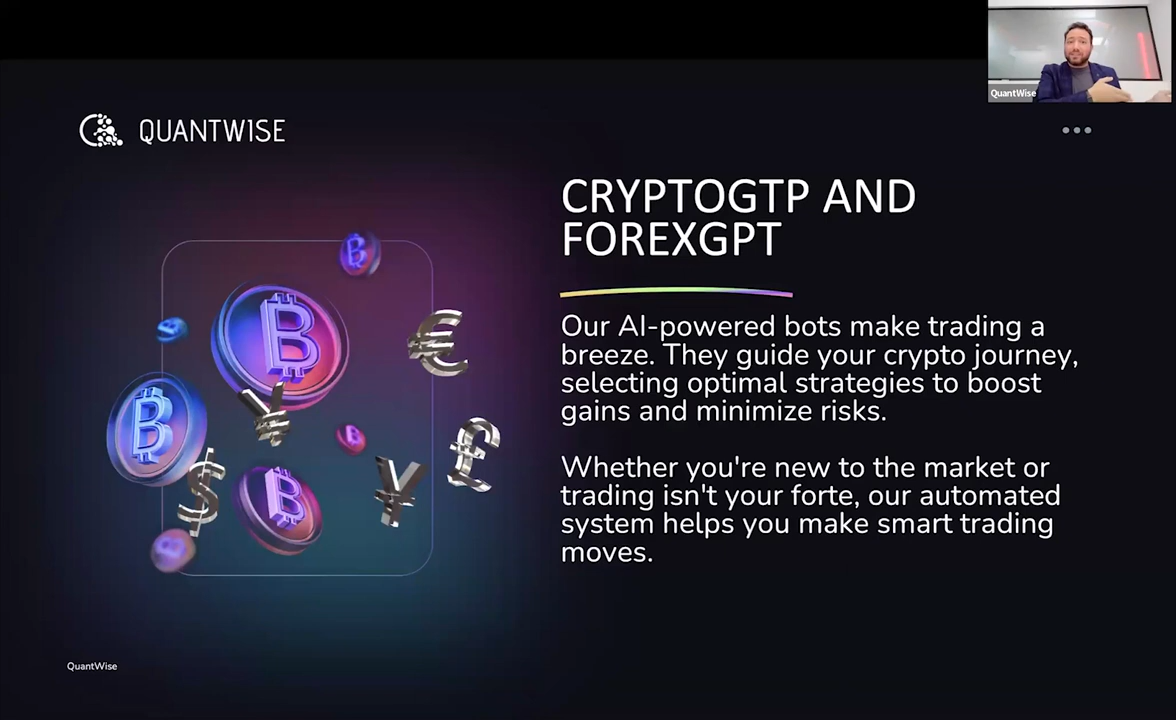 QuantWise
QUANTWISE
CRYPTOGTP AND
FOREXGPT
Our AI-powered bots make trading a
breeze. They guide your crypto journey,
selecting optimal strategies to boost
gains and minimize risks.
Whether you're new to the market or
trading isn't your forte, our automated
system helps you make smart trading
moves.
QuantWise